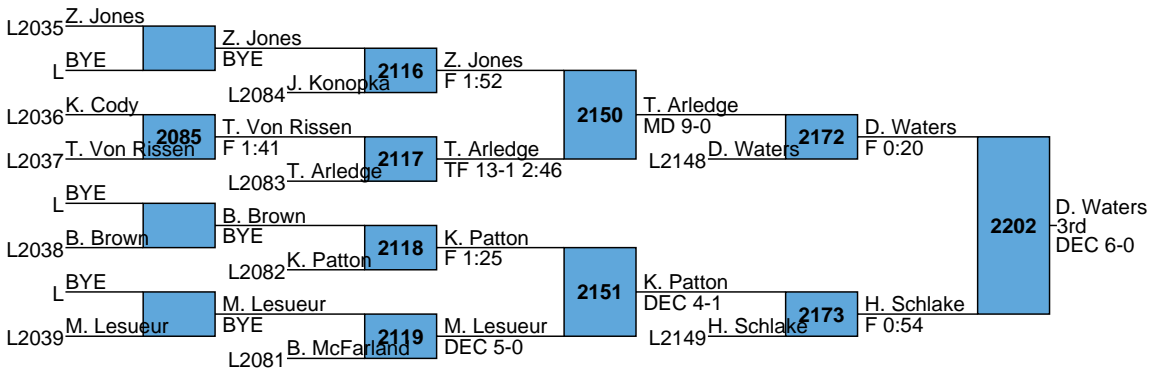 L2035 Z. Jones
L BYE
Z. Jones
BYE
L2084 J. Konopka
2116
Z. Jones
F 1:52
L2036 K. Cody
L2037 T. Von Rissen
2085
T. Von Rissen
F 1:41
L2083 T. Arledge
2117
T. Arledge
TF 13-1 2:46
2150
T. Arledge
MD 9-0
L2148 D. Waters
2172
D. Waters
F 0:20
L BYE
L2038 B. Brown
B. Brown
BYE
L2082 K. Patton
2118
K. Patton
F 1:25
L BYE
L2039 M. Lesueur
M. Lesueur
BYE
L2081 B. McFarland
2119
M. Lesueur
DEC 5-0
2151
K. Patton
DEC 4-1
L2149 H. Schlake
2173
H. Schlake
F 0:54
2202
D. Waters
3rd
DEC 6-0